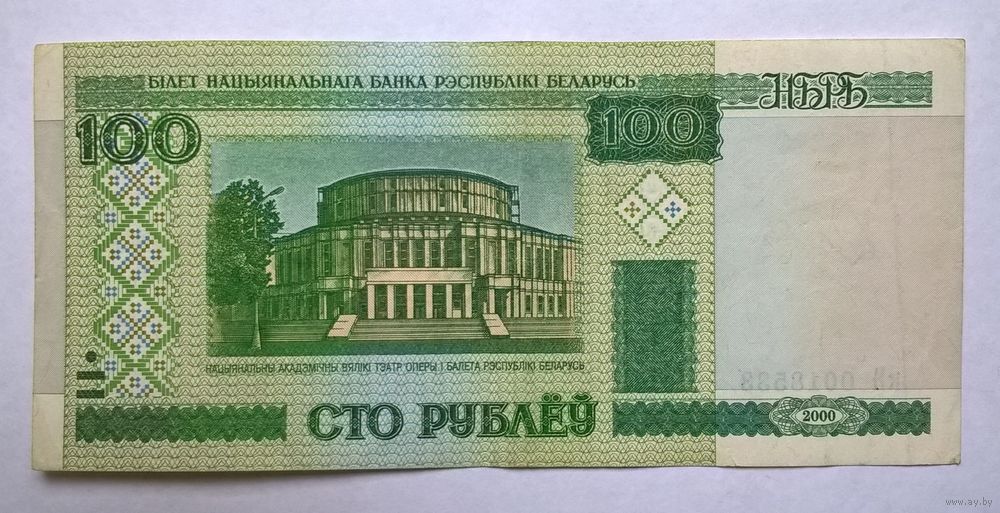 БІЛЕТ НАЦЫЯНАЛЬНАГА БАНКА РЭСПУБЛІКІ БЕЛАРУСЬ
НБРБ
100
100
НАЦЫЯНАЛЬНЫ АКАДЭМІЧНЫ ВЯЛІКІ ТЭАТР ОПЕРЫ І БАЛЕТА РЭСПУБЛІКІ БЕЛАРУСЬ
СТО РУБЛЁЎ
2000
www.ay.by